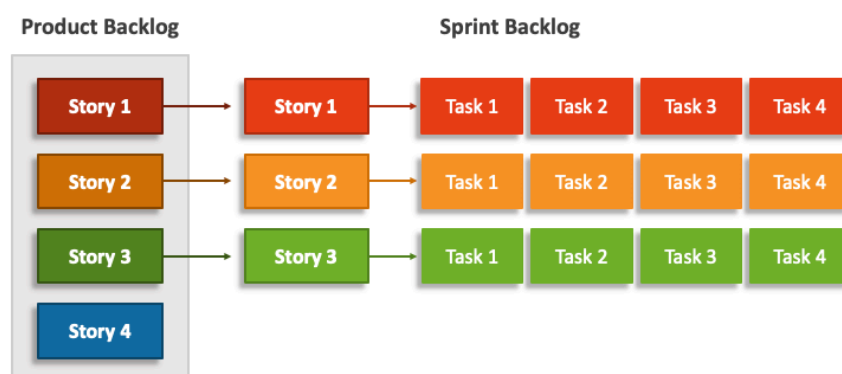 Product Backlog Sprint Backlog
Story 1 Story 1 Task 1 Task 2 Task 3 Task 4
Story 2 Story 2 Task 1 Task 2 Task 3 Task 4
Story 3 Story 3 Task 1 Task 2 Task 3 Task 4
Story 4